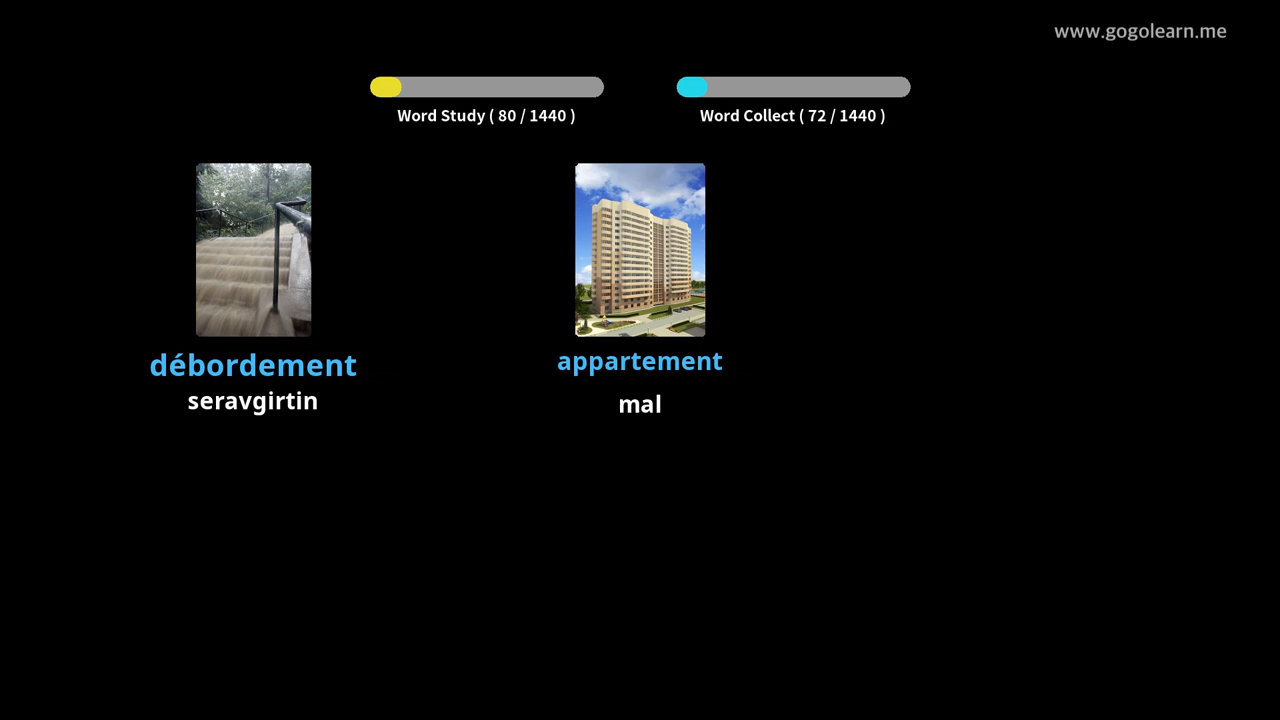 www.gogolearn.me
Word Study ( 80 / 1440 )
Word Collect ( 72 / 1440 )
débordement
seravgirtin
appartement
mal